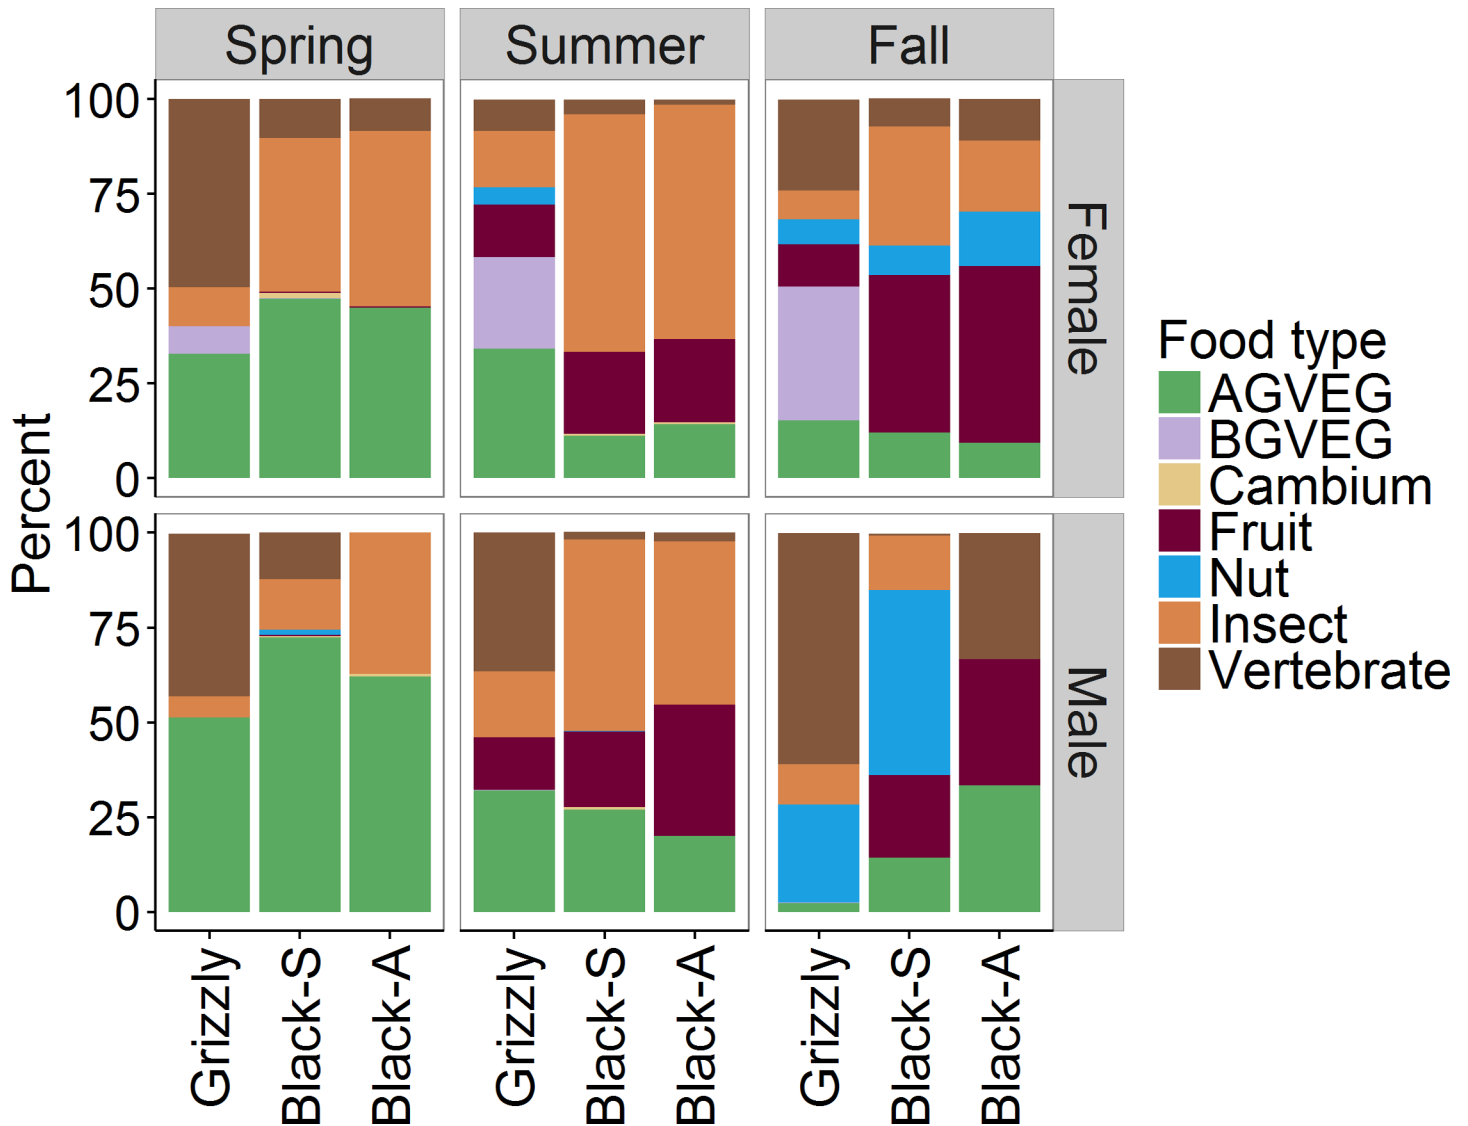 Spring
Summer
Fall
Percent
100
75
50
25
0
Female
100
75
50
25
0
Male
Grizzly
Black-S
Black-A
Grizzly
Black-S
Black-A
Grizzly
Black-S
Black-A
Food type
AGVEG
BGVEG
Cambium
Fruit
Nut
Insect
Vertebrate